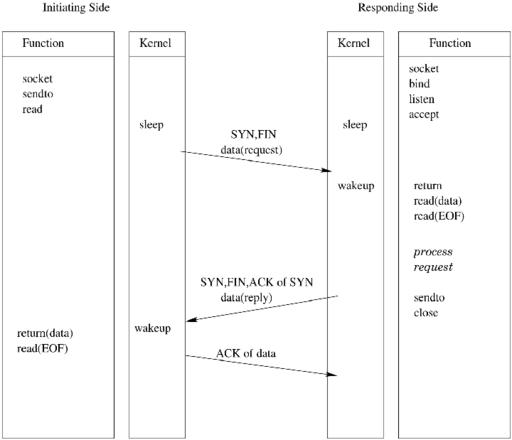 Initiating Side
Responding Side
Function
Kernel
Kernel
Function
socket
sendto
read
sleep
SYN,FIN
data(request)
sleep
socket
bind
listen
accept
wakeup
return
read(data)
read(EOF)
process
request
SYN,FIN,ACK of SYN
data(reply)
sendto
close
wakeup
return(data)
read(EOF)
ACK of data